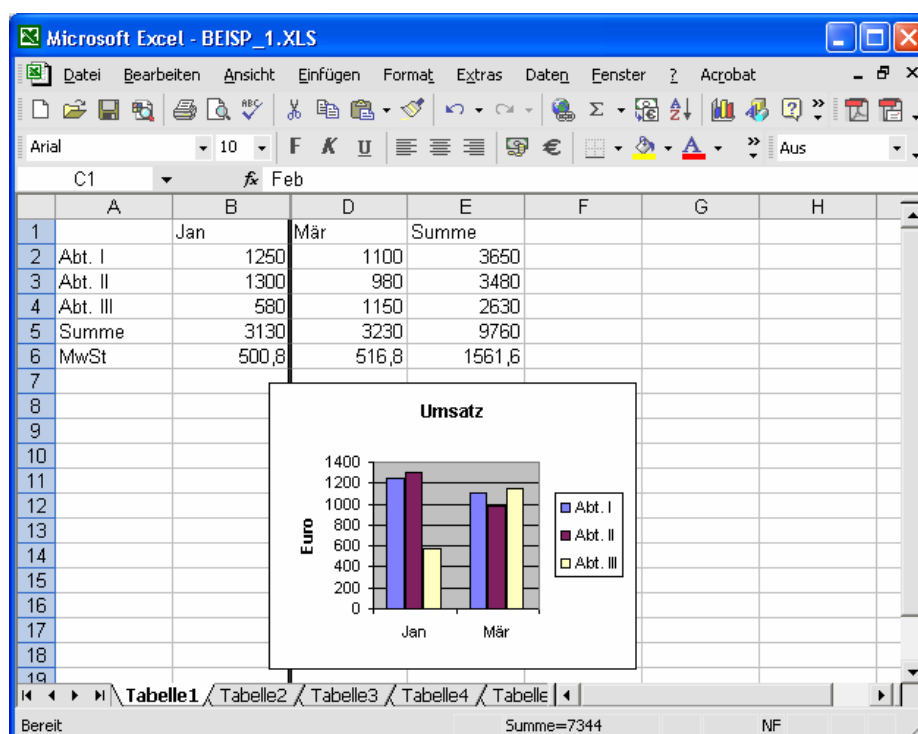 Microsoft Excel - BEISP_1.XLS
Datei Bearbeiten Ansicht Einfügen Format Extras Daten Fenster ? Acrobat
ABC Σ € A Z ?
Arial 10 F K U € A Aus
C1 fx Feb
A B D E F G H
1 Jan Mär Summe
2 Abt. I 1250 1100 3650
3 Abt. II 1300 980 3480
4 Abt. III 580 1150 2630
5 Summe 3130 3230 9760
6 MwSt 500,8 516,8 1561,6
7
8
9
10
11
12
13
14
15
16
17
18
19
Umsatz
Euro
1400
1200
1000
800
600
400
200
0
Jan Mär
Abt. I
Abt. II
Abt. III
Tabelle1 Tabelle2 Tabelle3 Tabelle4 Tabelle
Bereit Summe=7344 NF